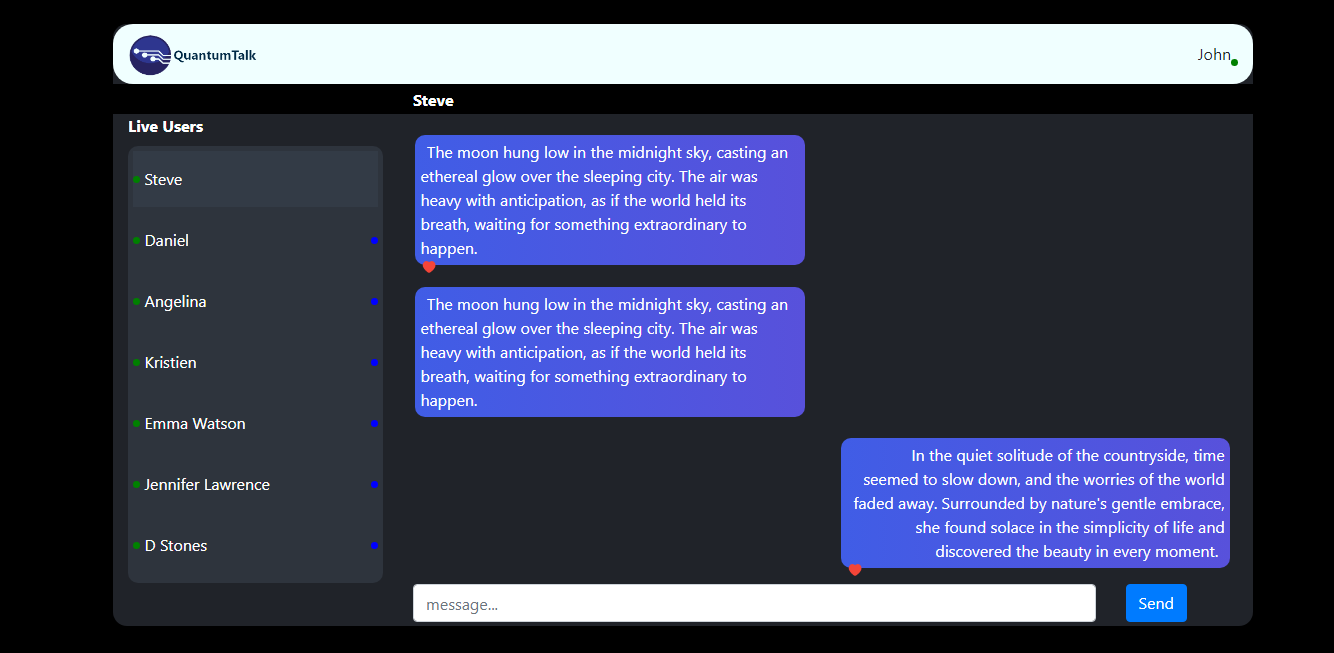 QuantumTalk
John
Steve
Live Users
Steve
Daniel
Angelina
Kristien
Emma Watson
Jennifer Lawrence
D Stones
The moon hung low in the midnight sky, casting an
ethereal glow over the sleeping city. The air was
heavy with anticipation, as if the world held its
breath, waiting for something extraordinary to
happen.
The moon hung low in the midnight sky, casting an
ethereal glow over the sleeping city. The air was
heavy with anticipation, as if the world held its
breath, waiting for something extraordinary to
happen.
In the quiet solitude of the countryside, time
seemed to slow down, and the worries of the world
faded away. Surrounded by nature's gentle embrace,
she found solace in the simplicity of life and
discovered the beauty in every moment.
message...
Send